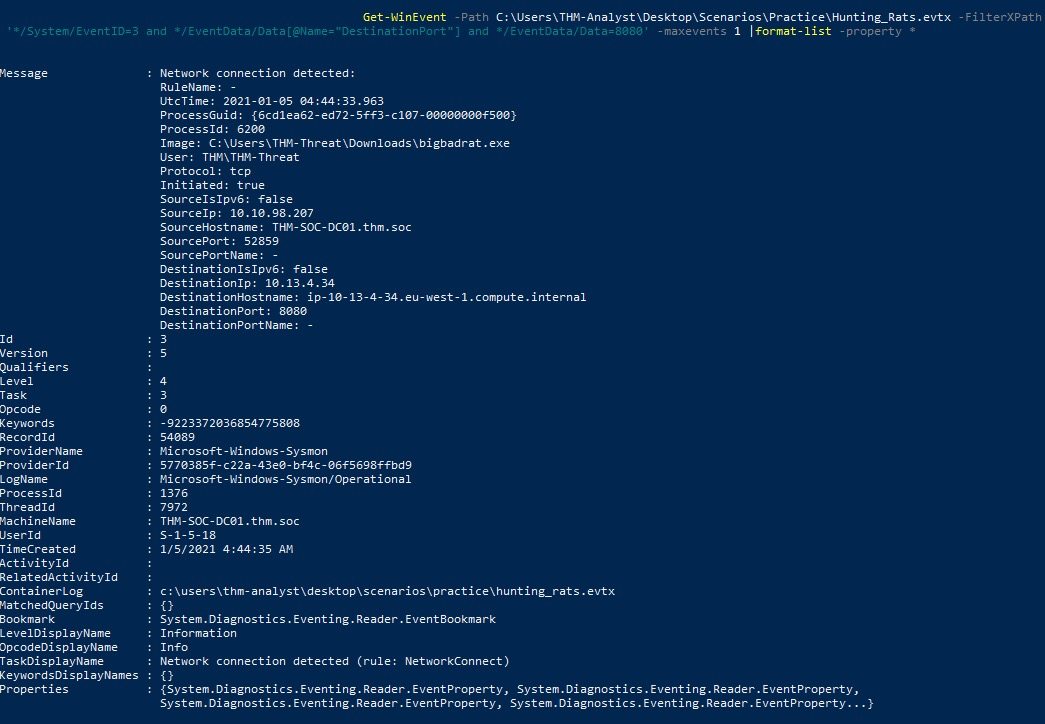 Get-WinEvent -Path C:\Users\THM-Analyst\Desktop\Scenarios\Practice\Hunting_Rats.evtx -FilterXPath
'*/System/EventID=3 and */EventData/Data[@Name="DestinationPort"] and */EventData/Data=8080' -maxevents 1 |format-list -property *
Message : Network connection detected:
RuleName: -
UtcTime: 2021-01-05 04:44:33.963
ProcessGuid: {6cd1ea62-ed72-5ff3-c107-00000000f500}
ProcessId: 6200
Image: C:\Users\THM-Threat\Downloads\bigbadrat.exe
User: THM\THM-Threat
Protocol: tcp
Initiated: true
SourceIsIpv6: false
SourceIp: 10.10.98.207
SourceHostname: THM-SOC-DC01.thm.soc
SourcePort: 52859
SourcePortName: -
DestinationIsIpv6: false
DestinationIp: 10.13.4.34
DestinationHostname: ip-10-13-4-34.eu-west-1.compute.internal
DestinationPort: 8080
DestinationPortName: -
Id : 3
Version : 5
Qualifiers :
Level : 4
Task : 3
Opcode : 0
Keywords : -9223372036854775808
RecordId : 54089
ProviderName : Microsoft-Windows-Sysmon
ProviderId : 5770385f-c22a-43e0-bf4c-06f5698ffbd9
LogName : Microsoft-Windows-Sysmon/Operational
ProcessId : 1376
ThreadId : 7972
MachineName : THM-SOC-DC01.thm.soc
UserId : S-1-5-18
TimeCreated : 1/5/2021 4:44:35 AM
ActivityId :
RelatedActivityId :
ContainerLog : c:\users\thm-analyst\desktop\scenarios\practice\hunting_rats.evtx
MatchedQueryIds : {}
Bookmark : System.Diagnostics.Eventing.Reader.EventBookmark
LevelDisplayName : Information
OpcodeDisplayName : Info
TaskDisplayName : Network connection detected (rule: NetworkConnect)
KeywordsDisplayNames : {}
Properties : {System.Diagnostics.Eventing.Reader.EventProperty, System.Diagnostics.Eventing.Reader.EventProperty,
System.Diagnostics.Eventing.Reader.EventProperty, System.Diagnostics.Eventing.Reader.EventProperty...}